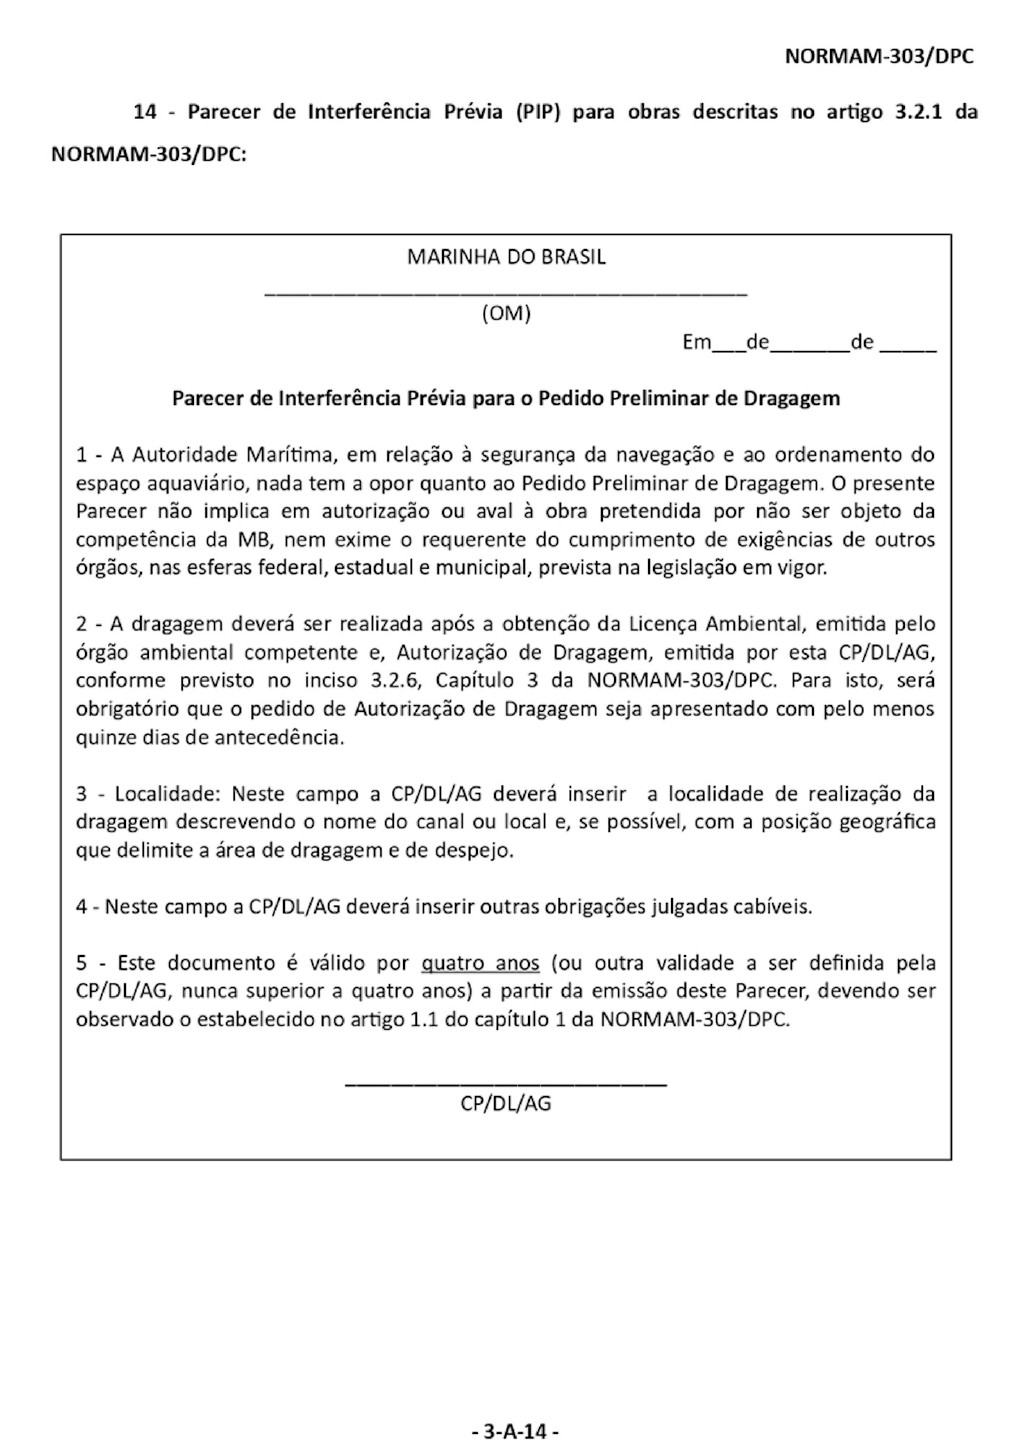 NORMAM-303/DPC
14 - Parecer de Interferência Prévia (PIP) para obras descritas no artigo 3.2.1 da
NORMAM-303/DPC:
MARINHA DO BRASIL
__________________________________________
(OM)
Em___de_______de _____
Parecer de Interferência Prévia para o Pedido Preliminar de Dragagem
1 - A Autoridade Marítima, em relação à segurança da navegação e ao ordenamento do
espaço aquaviário, nada tem a opor quanto ao Pedido Preliminar de Dragagem. O presente
Parecer não implica em autorização ou aval à obra pretendida por não ser objeto da
competência da MB, nem exime o requerente do cumprimento de exigências de outros
órgãos, nas esferas federal, estadual e municipal, prevista na legislação em vigor.
2 - A dragagem deverá ser realizada após a obtenção da Licença Ambiental, emitida pelo
órgão ambiental competente e, Autorização de Dragagem, emitida por esta CP/DL/AG,
conforme previsto no inciso 3.2.6, Capítulo 3 da NORMAM-303/DPC. Para isto, será
obrigatório que o pedido de Autorização de Dragagem seja apresentado com pelo menos
quinze dias de antecedência.
3 - Localidade: Neste campo a CP/DL/AG deverá inserir a localidade de realização da
dragagem descrevendo o nome do canal ou local e, se possível, com a posição geográfica
que delimite a área de dragagem e de despejo.
4 - Neste campo a CP/DL/AG deverá inserir outras obrigações julgadas cabíveis.
5 - Este documento é válido por quatro anos (ou outra validade a ser definida pela
CP/DL/AG, nunca superior a quatro anos) a partir da emissão deste Parecer, devendo ser
observado o estabelecido no artigo 1.1 do capítulo 1 da NORMAM-303/DPC.
____________________________
CP/DL/AG
- 3-A-14 -